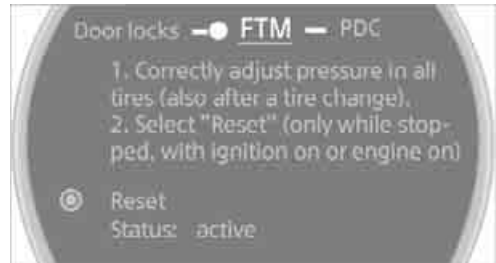 Door locks FTM PDC
1. Correctly adjust pressure in all
tires (also after a tire change).
2. Select "Reset" (only while stop-
ped, with ignition on or engine on)
Reset
Status: active